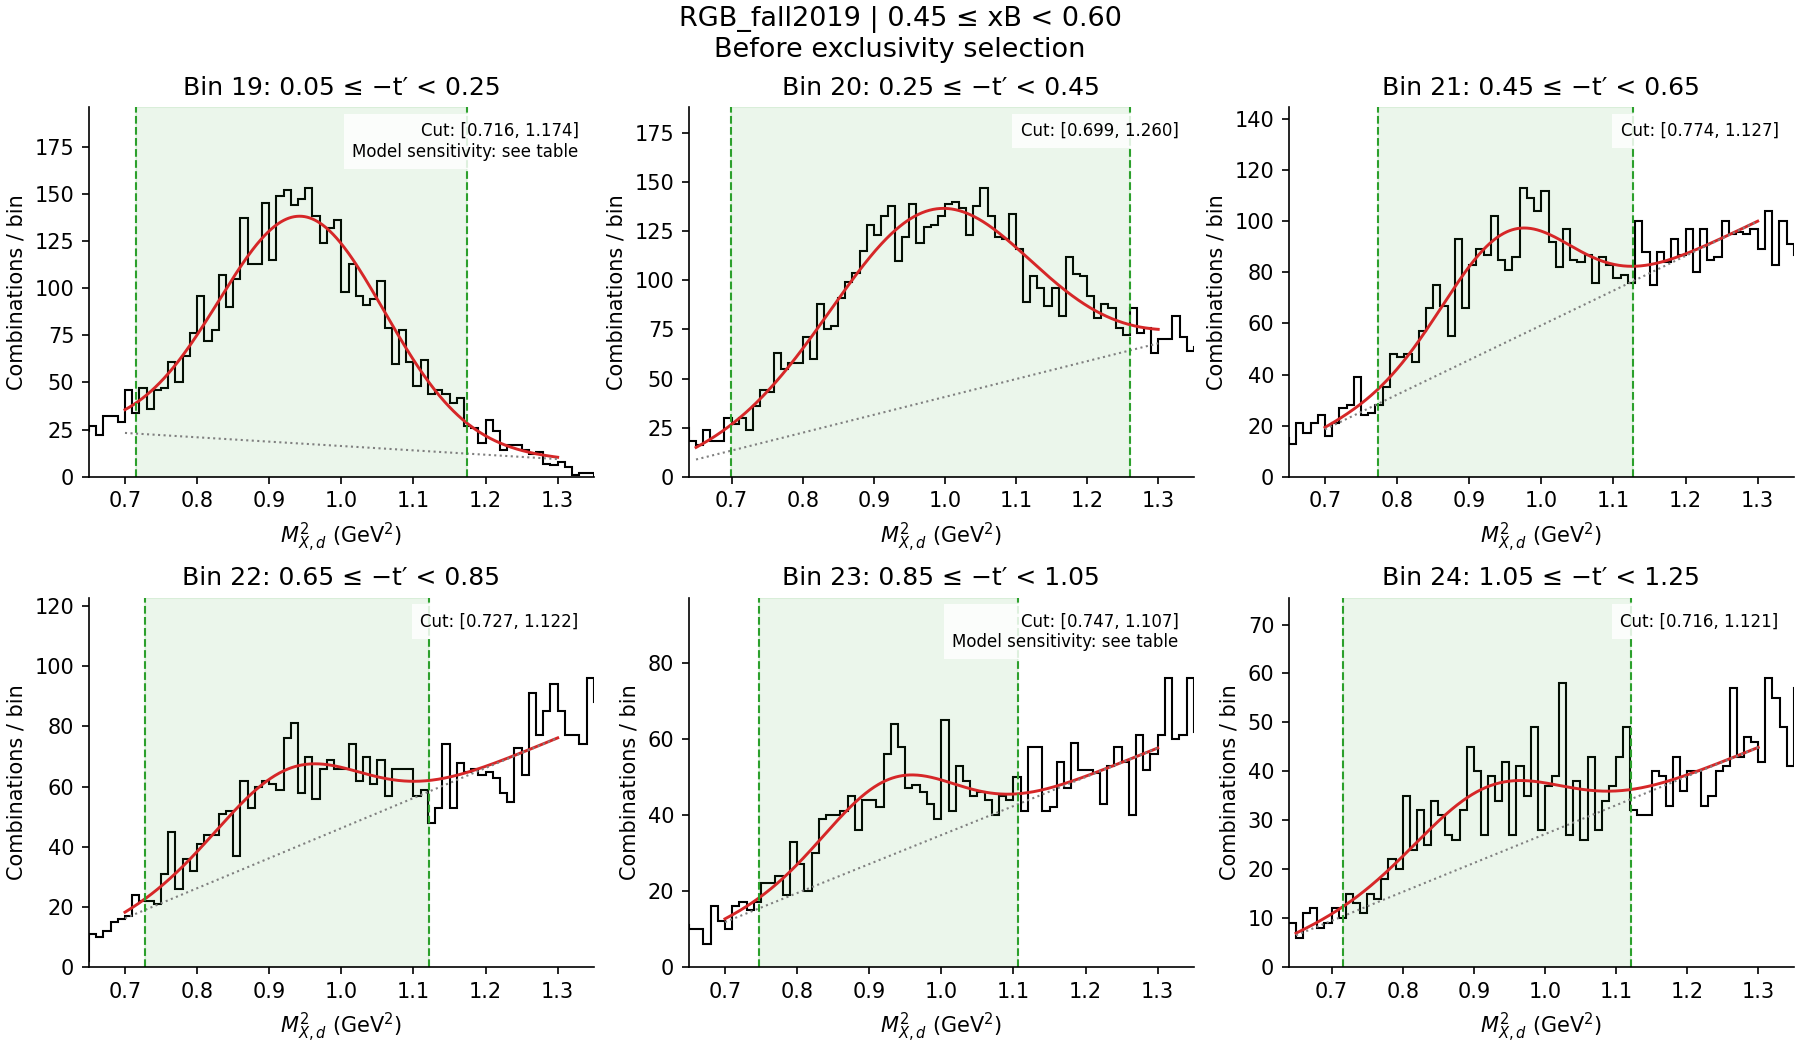 RGB_fall2019 | 0.45 ≤ xB < 0.60
Before exclusivity selection
Bin 19: 0.05 ≤ −t′ < 0.25
Cut: [0.716, 1.174]
Model sensitivity: see table
Combinations / bin
175
150
125
100
75
50
25
0
0.7 0.8 0.9 1.0 1.1 1.2 1.3
M²X,d (GeV²)
Bin 20: 0.25 ≤ −t′ < 0.45
Cut: [0.699, 1.260]
Combinations / bin
175
150
125
100
75
50
25
0
0.7 0.8 0.9 1.0 1.1 1.2 1.3
M²X,d (GeV²)
Bin 21: 0.45 ≤ −t′ < 0.65
Cut: [0.774, 1.127]
Combinations / bin
140
120
100
80
60
40
20
0
0.7 0.8 0.9 1.0 1.1 1.2 1.3
M²X,d (GeV²)
Bin 22: 0.65 ≤ −t′ < 0.85
Cut: [0.727, 1.122]
Combinations / bin
120
100
80
60
40
20
0
0.7 0.8 0.9 1.0 1.1 1.2 1.3
M²X,d (GeV²)
Bin 23: 0.85 ≤ −t′ < 1.05
Cut: [0.747, 1.107]
Model sensitivity: see table
Combinations / bin
80
60
40
20
0
0.7 0.8 0.9 1.0 1.1 1.2 1.3
M²X,d (GeV²)
Bin 24: 1.05 ≤ −t′ < 1.25
Cut: [0.716, 1.121]
Combinations / bin
70
60
50
40
30
20
10
0
0.7 0.8 0.9 1.0 1.1 1.2 1.3
M²X,d (GeV²)